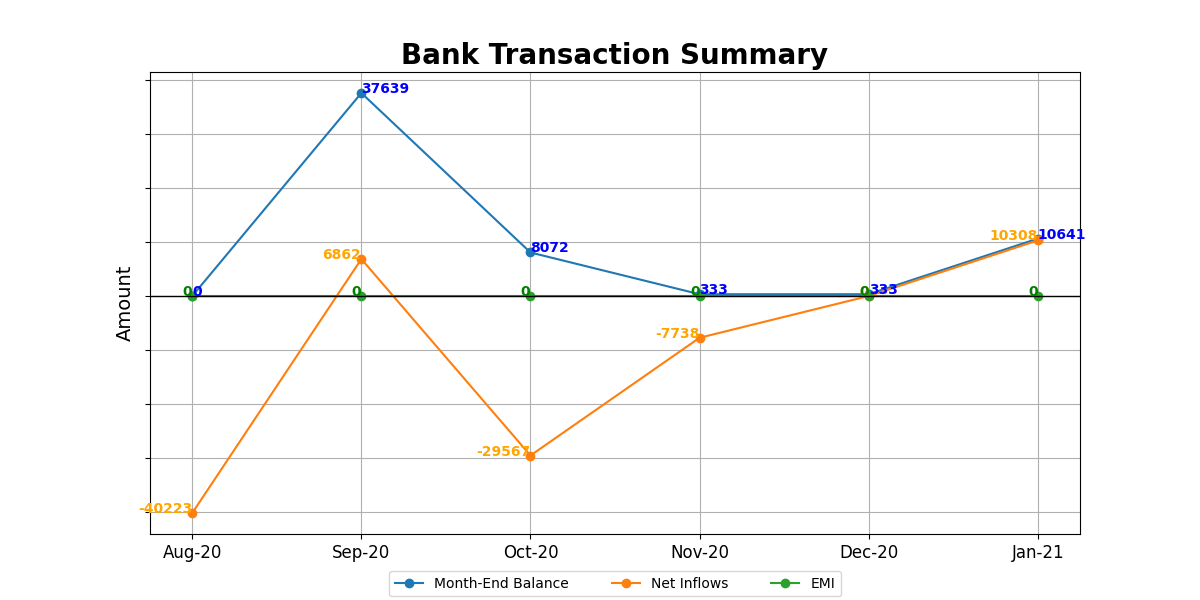 Bank Transaction Summary
37639
6862
8072
10308 10641
0 0 0 0 0 333 0 333 0
-7738
-29567
-40223
Amount
Aug-20 Sep-20 Oct-20 Nov-20 Dec-20 Jan-21
Month-End Balance Net Inflows EMI